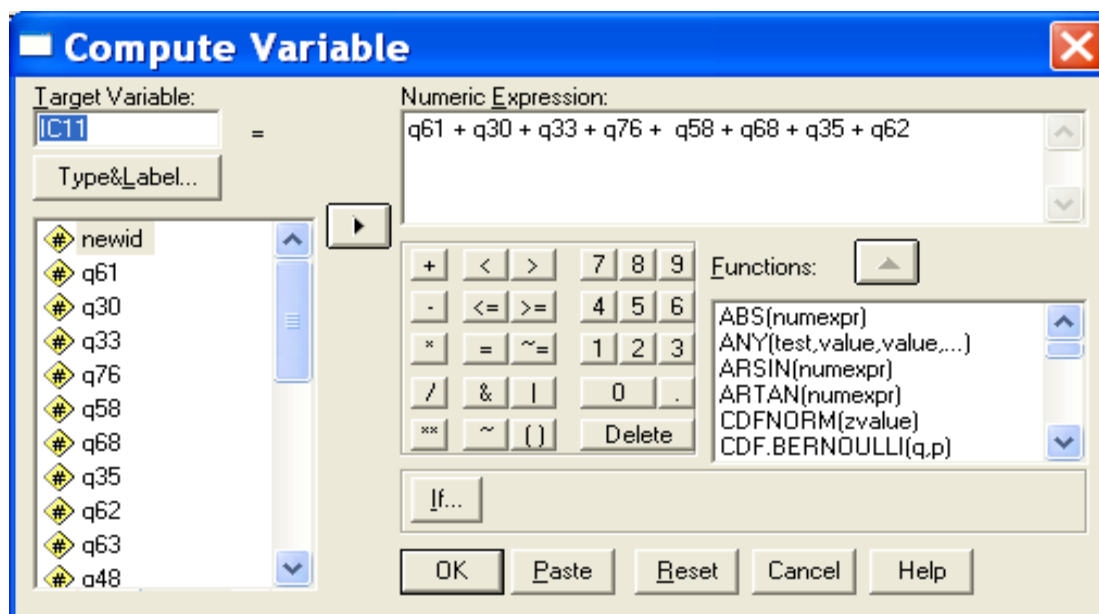 Compute Variable
Target Variable:
IC11
=
Type&Label...
Numeric Expression:
q61 + q30 + q33 + q76 + q58 + q68 + q35 + q62
# newid
# q61
# q30
# q33
# q76
# q58
# q68
# q35
# q62
# q63
# q48
+ < > 7 8 9
- <= >= 4 5 6
* = ~= 1 2 3
/ & | 0 .
** ~ () Delete
Functions:
ABS(numexpr)
ANY(test,value,value,...)
ARSIN(numexpr)
ARTAN(numexpr)
CDFNORM(zvalue)
CDF.BERNOULLI(q,p)
If...
OK Paste Reset Cancel Help